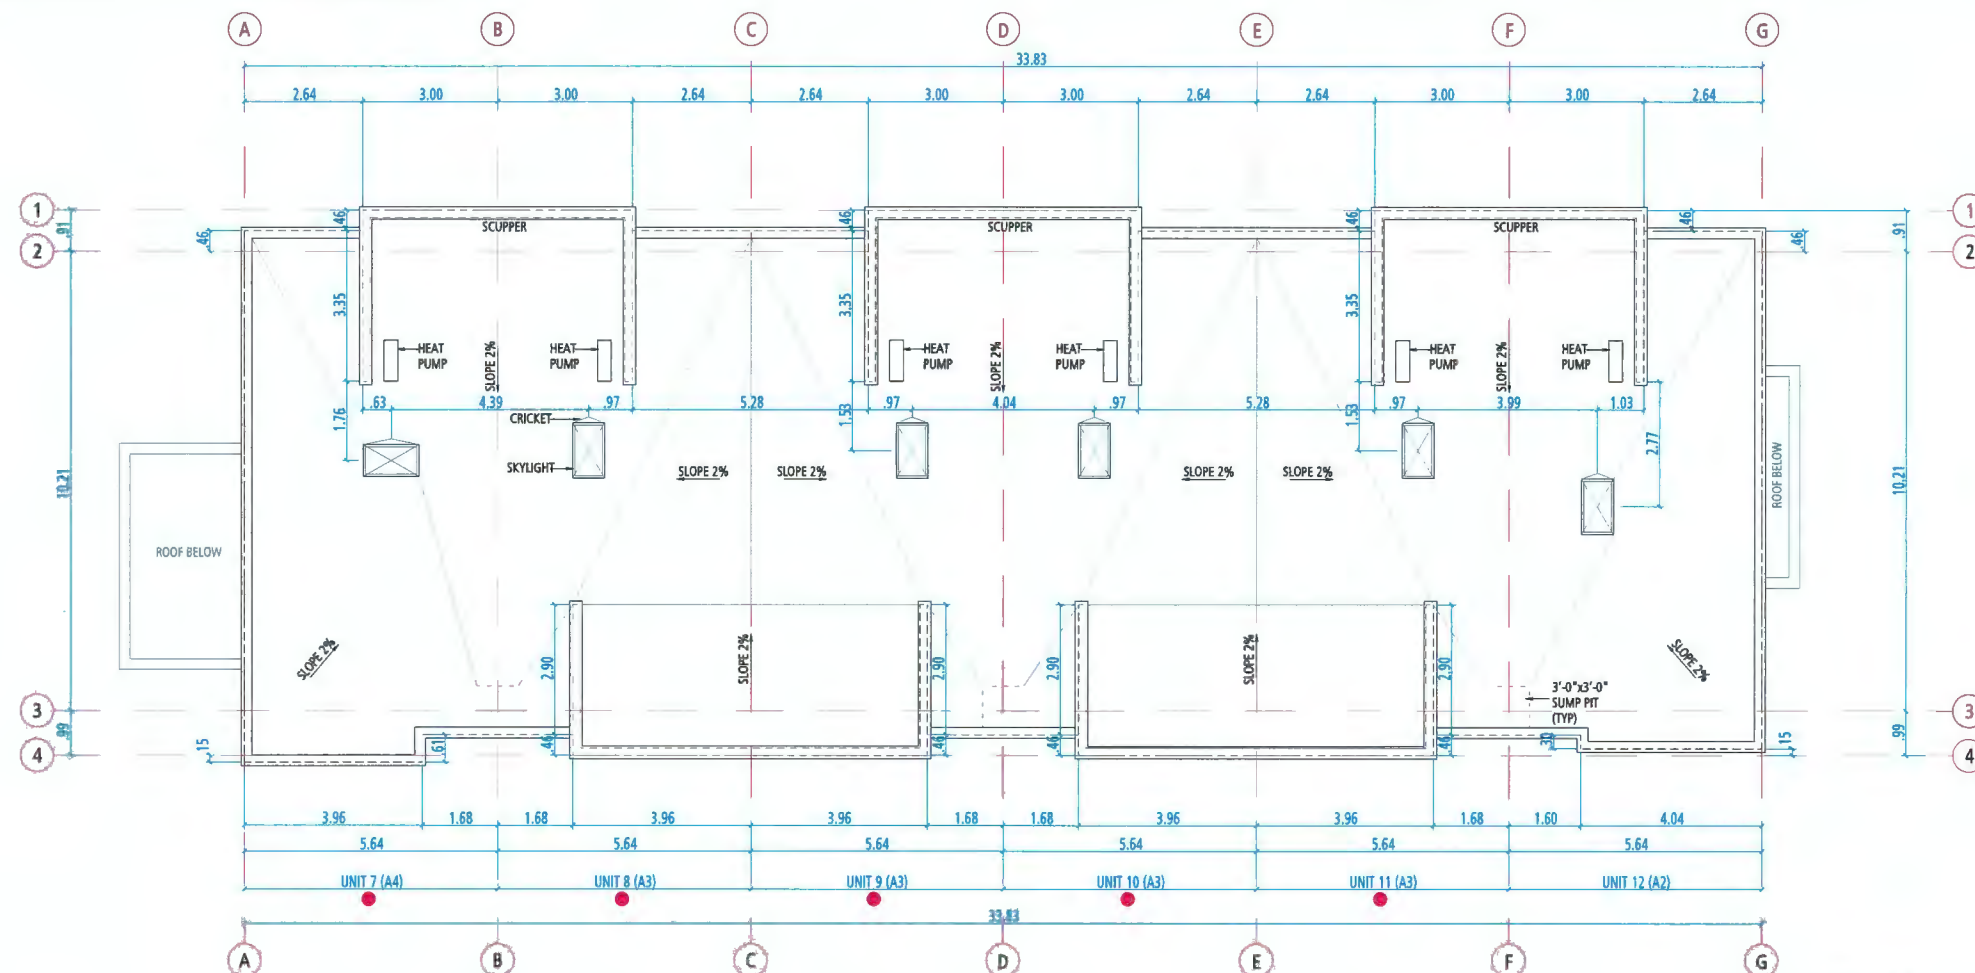 A B C D E F G
33.83
2.64 3.00 3.00 2.64 2.64 3.00 3.00 2.64 2.64 3.00 3.00 2.64
1 .91 .46 .46 .46 .46 .46 .46 .91 1
SCUPPER SCUPPER SCUPPER
2 2
3.35 3.35 3.35
HEAT PUMP
HEAT PUMP
SLOPE 2%
HEAT PUMP
HEAT PUMP
SLOPE 2%
HEAT PUMP
HEAT PUMP
SLOPE 2%
.63 4.39 .97 5.28 .97 4.04 .97 5.28 .97 3.99 1.03
1.76 1.53 1.53 2.77
CRICKET
SKYLIGHT
SLOPE 2% SLOPE 2% SLOPE 2% SLOPE 2%
10.21 10.21
ROOF BELOW
ROOF BELOW
SLOPE 2%
2.90 SLOPE 2% 2.90 2.90 SLOPE 2% 2.90
SLOPE 2%
3'-0"x3'-0"
SUMP PIT
(TYP)
3 3
.99 .15 .61 .46 .46 .46 .46 .30 .15 .99
4 4
3.96 1.68 1.68 3.96 3.96 1.68 1.68 3.96 3.96 1.68 1.60 4.04
5.64 5.64 5.64 5.64 5.64 5.64
UNIT 7 (A4) UNIT 8 (A3) UNIT 9 (A3) UNIT 10 (A3) UNIT 11 (A3) UNIT 12 (A2)
33.83
A B C D E F G